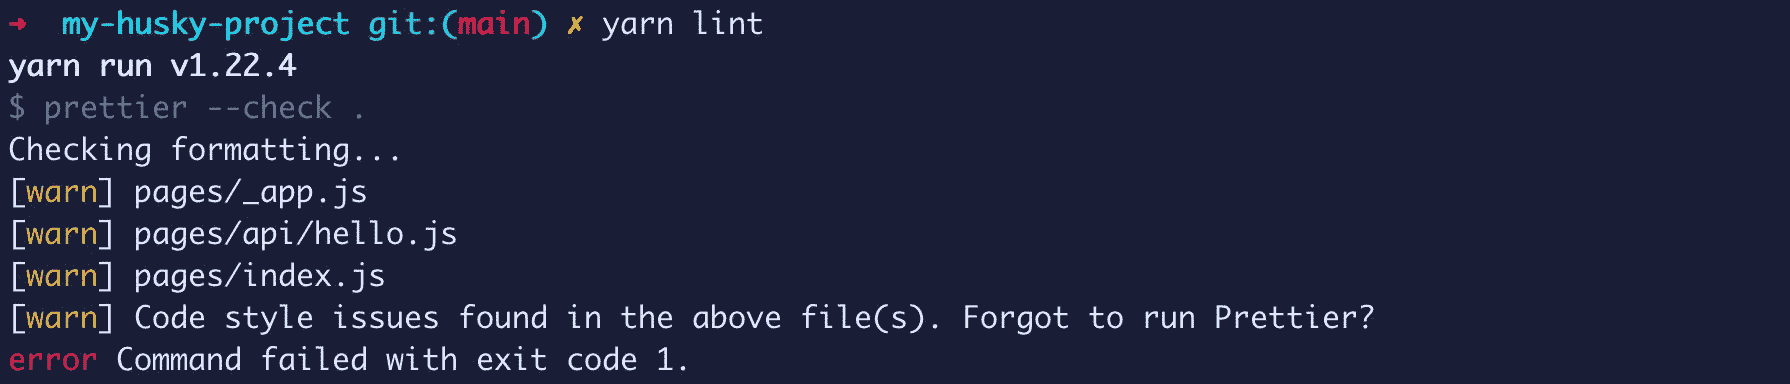 → my-husky-project git:(main) ✗ yarn lint
yarn run v1.22.4
$ prettier --check .
Checking formatting...
[warn] pages/_app.js
[warn] pages/api/hello.js
[warn] pages/index.js
[warn] Code style issues found in the above file(s). Forgot to run Prettier?
error Command failed with exit code 1.